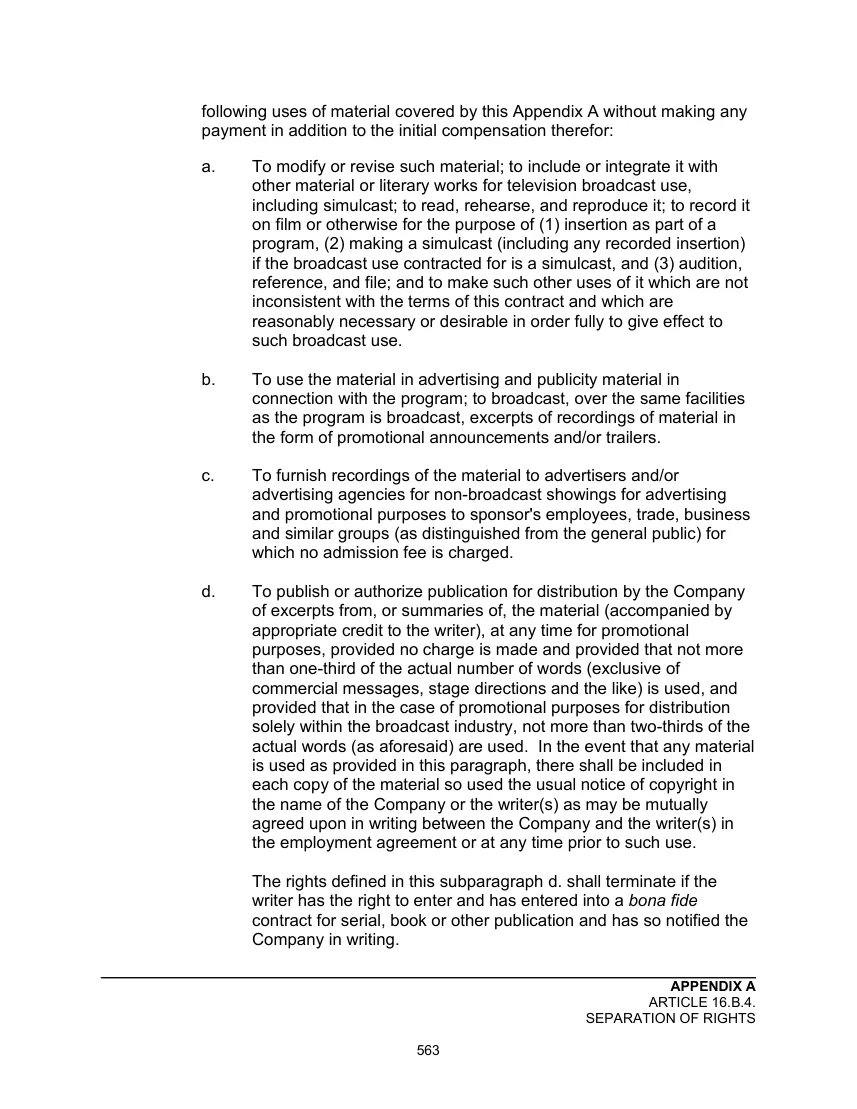 following uses of material covered by this Appendix A without making any
payment in addition to the initial compensation therefor:
a. To modify or revise such material; to include or integrate it with
other material or literary works for television broadcast use,
including simulcast; to read, rehearse, and reproduce it; to record it
on film or otherwise for the purpose of (1) insertion as part of a
program, (2) making a simulcast (including any recorded insertion)
if the broadcast use contracted for is a simulcast, and (3) audition,
reference, and file; and to make such other uses of it which are not
inconsistent with the terms of this contract and which are
reasonably necessary or desirable in order fully to give effect to
such broadcast use.
b. To use the material in advertising and publicity material in
connection with the program; to broadcast, over the same facilities
as the program is broadcast, excerpts of recordings of material in
the form of promotional announcements and/or trailers.
c. To furnish recordings of the material to advertisers and/or
advertising agencies for non-broadcast showings for advertising
and promotional purposes to sponsor's employees, trade, business
and similar groups (as distinguished from the general public) for
which no admission fee is charged.
d. To publish or authorize publication for distribution by the Company
of excerpts from, or summaries of, the material (accompanied by
appropriate credit to the writer), at any time for promotional
purposes, provided no charge is made and provided that not more
than one-third of the actual number of words (exclusive of
commercial messages, stage directions and the like) is used, and
provided that in the case of promotional purposes for distribution
solely within the broadcast industry, not more than two-thirds of the
actual words (as aforesaid) are used.  In the event that any material
is used as provided in this paragraph, there shall be included in
each copy of the material so used the usual notice of copyright in
the name of the Company or the writer(s) as may be mutually
agreed upon in writing between the Company and the writer(s) in
the employment agreement or at any time prior to such use.
The rights defined in this subparagraph d. shall terminate if the
writer has the right to enter and has entered into a bona fide
contract for serial, book or other publication and has so notified the
Company in writing.
APPENDIX A
ARTICLE 16.B.4.
SEPARATION OF RIGHTS
563